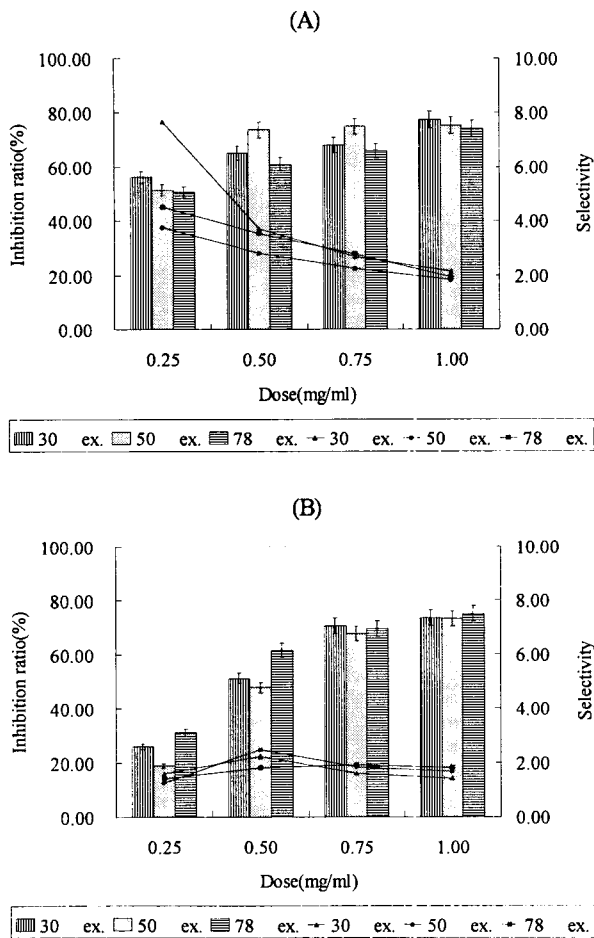 (A)
100.00
80.00
60.00
40.00
20.00
0.00
Inhibition ratio(%)
10.00
8.00
6.00
4.00
2.00
0.00
Selectivity
0.25 0.50 0.75 1.00
Dose(mg/ml)
30 ex. 50 ex. 78 ex. 30 ex. 50 ex. 78 ex.
(B)
100.00
80.00
60.00
40.00
20.00
0.00
Inhibition ratio(%)
10.00
8.00
6.00
4.00
2.00
0.00
Selectivity
0.25 0.50 0.75 1.00
Dose(mg/ml)
30 ex. 50 ex. 78 ex. 30 ex. 50 ex. 78 ex.